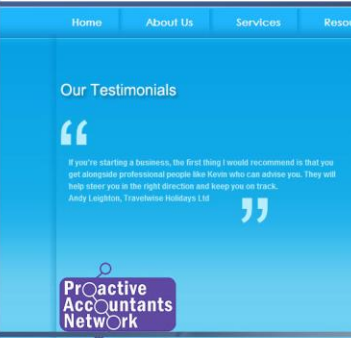 Home About Us Services Resou
Our Testimonials
“
If you're starting a business, the first thing I would recommend is that you
get alongside professional people like Kevin who can advise you. They will
help steer you in the right direction and keep you on track.
Andy Leighton, Travelwise Holidays Ltd
”
Proactive
Accountants
Network